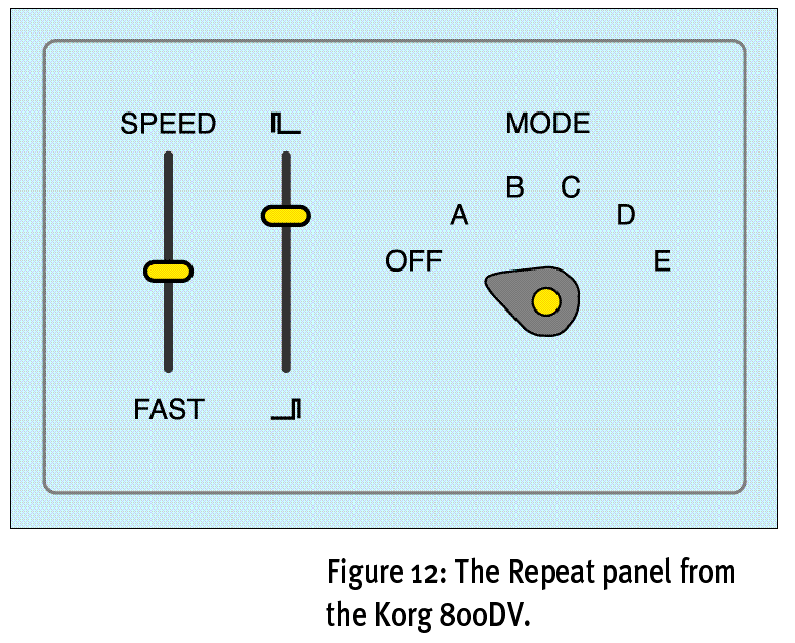 SPEED
MODE
B C
A D
OFF E
FAST
Figure 12: The Repeat panel from
the Korg 800DV.